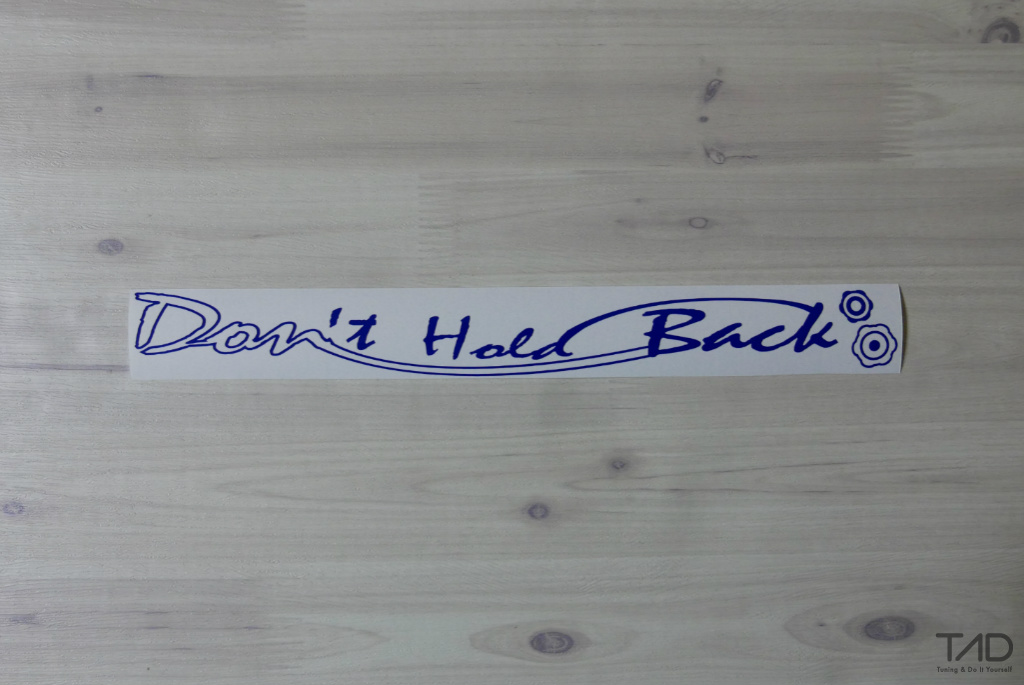 Don't Hold Back
TAD
Tuning & Do It Yourself